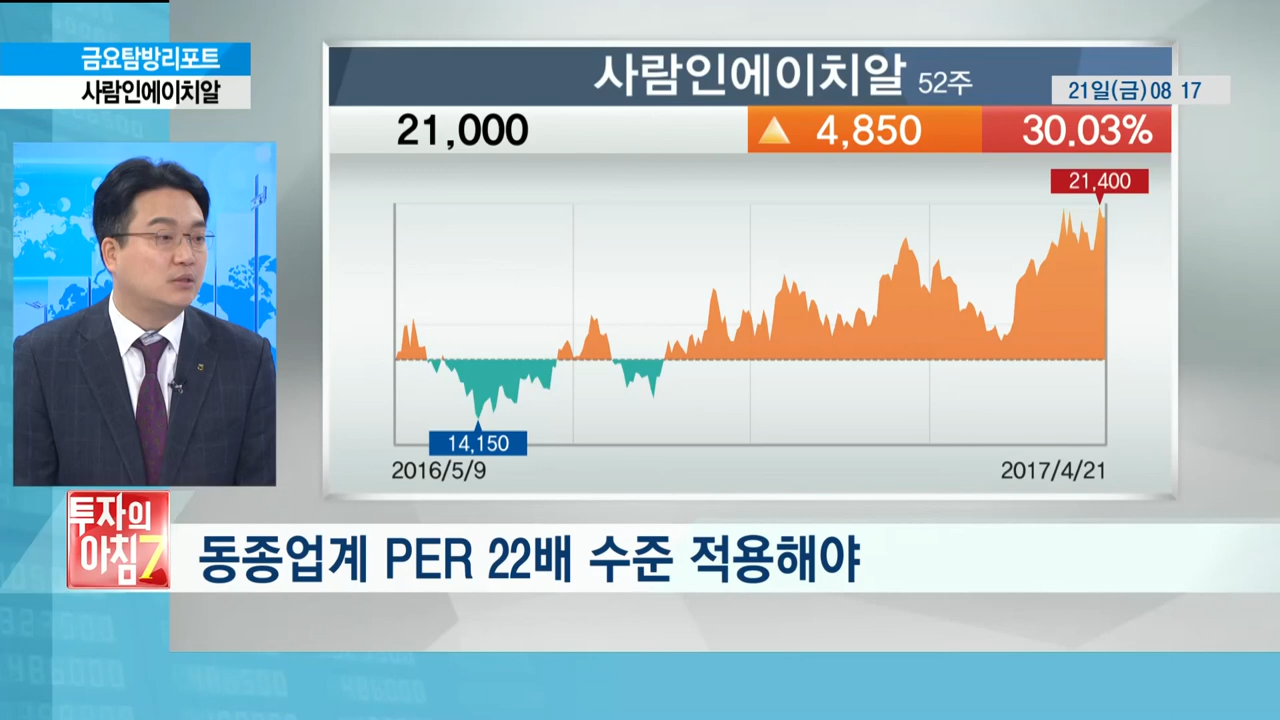 금요탐방리포트
사람인에이치알
사람인에이치알 52주
21일(금) 08 17
21,000 ▲ 4,850 30.03%
21,400
14,150
2016/5/9 2017/4/21
투자의
아침7
동종업계 PER 22배 수준 적용해야